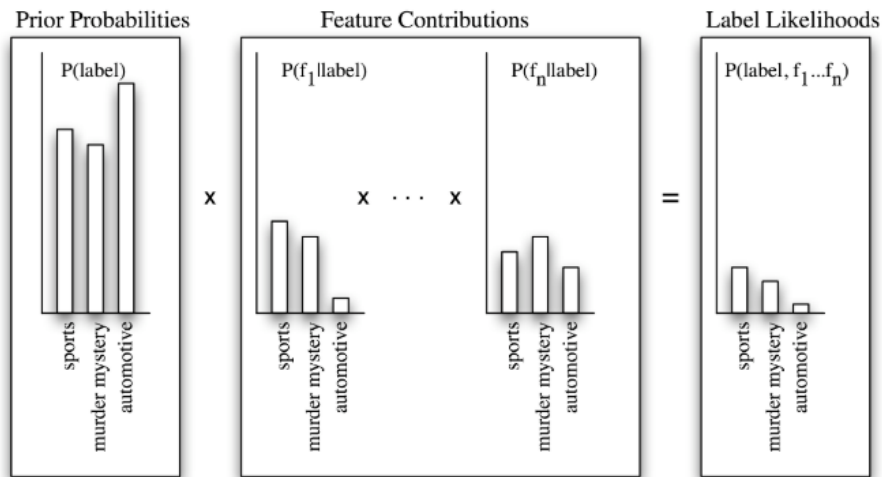 Prior Probabilities
Feature Contributions
Label Likelihoods
P(label)
P(f1|label)
P(fn|label)
P(label, f1...fn)
x
x · · · x
=
sports
murder mystery
automotive
sports
murder mystery
automotive
sports
murder mystery
automotive
sports
murder mystery
automotive